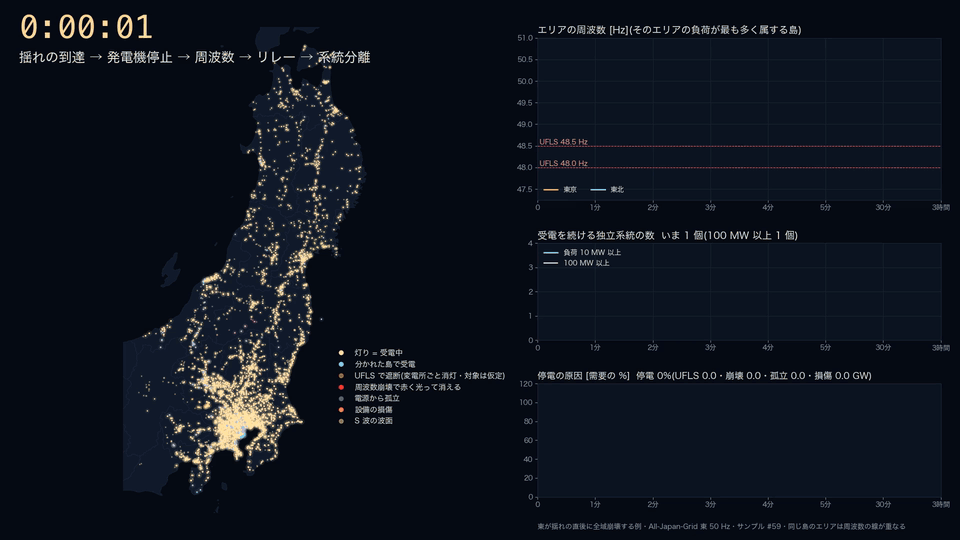 0:00:01
揺れの到達 → 発電機停止 → 周波数 → リレー → 系統分離
灯り = 受電中
分かれた島で受電
UFLS で遮断(変電所ごと消灯・対象は仮定)
周波数崩壊で赤く光って消える
電源から孤立
設備の損傷
S 波の波面
エリアの周波数 [Hz](そのエリアの負荷が最も多く属する島)
51.0
50.5
50.0
49.5
49.0
48.5
48.0
47.5
UFLS 48.5 Hz
UFLS 48.0 Hz
東京 東北
0 1分 2分 3分 4分 5分 30分 3時間
受電を続ける独立系統の数 いま 1 個(100 MW 以上 1 個)
4
3
2
1
0
負荷 10 MW 以上
100 MW 以上
0 1分 2分 3分 4分 5分 30分 3時間
停電の原因 [需要の %] 停電 0%(UFLS 0.0・崩壊 0.0・孤立 0.0・損傷 0.0 GW)
120
100
80
60
40
20
0
0 1分 2分 3分 4分 5分 30分 3時間
東が揺れの直後に全域崩壊する例・All-Japan-Grid 東 50 Hz・サンプル #59・同じ島のエリアは周波数の線が重なる